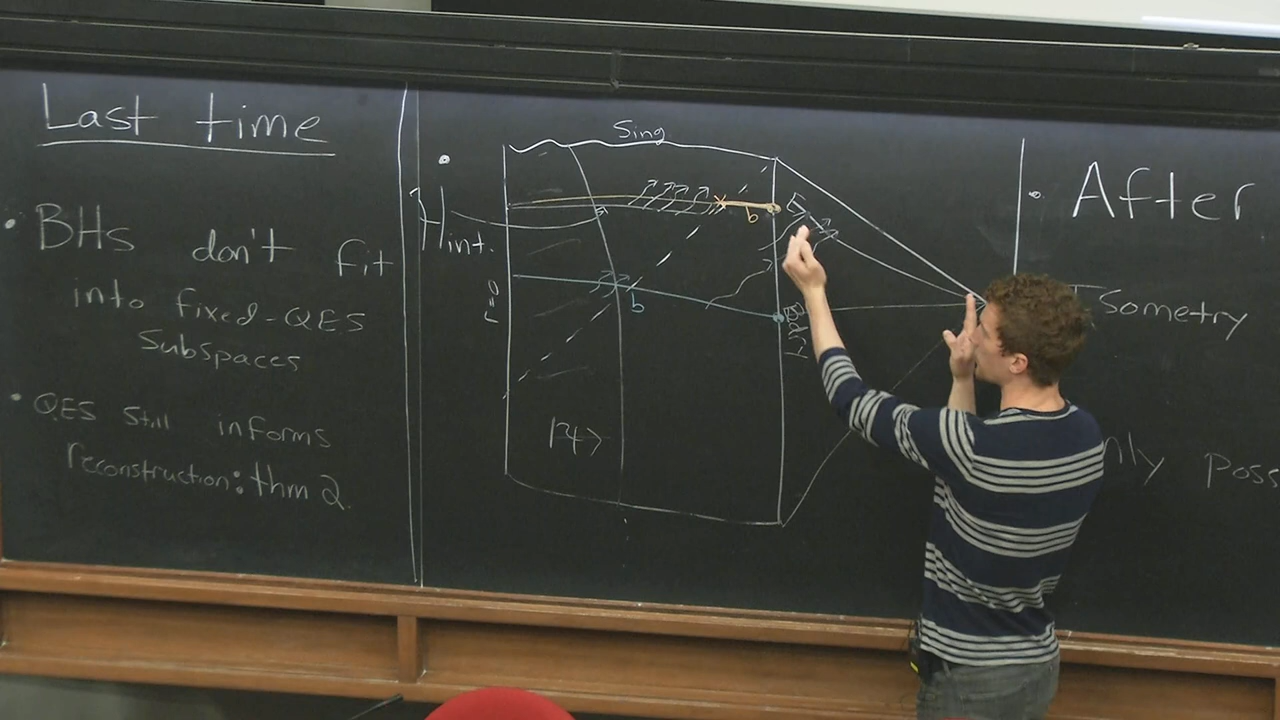 Last time
• BHs don't fit
into fixed-QES
Subspaces
• QES still informs
reconstruction: thm 2
Sing
Hint.
r=0
b
b
Bdry
|ψ>
• After
Isometry
nly poss